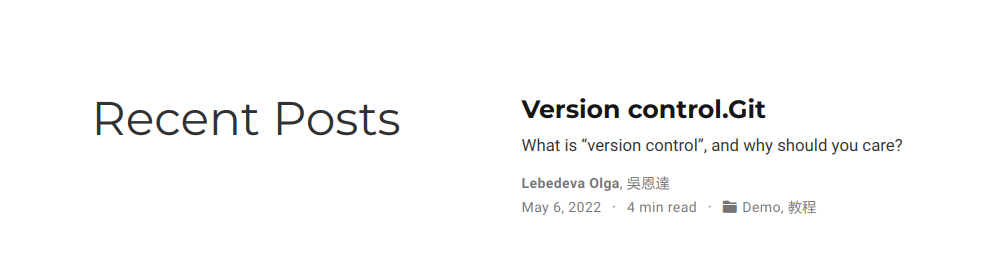 Recent Posts
Version control.Git
What is “version control”, and why should you care?
Lebedeva Olga, 吳恩達
May 6, 2022 · 4 min read · Demo, 教程